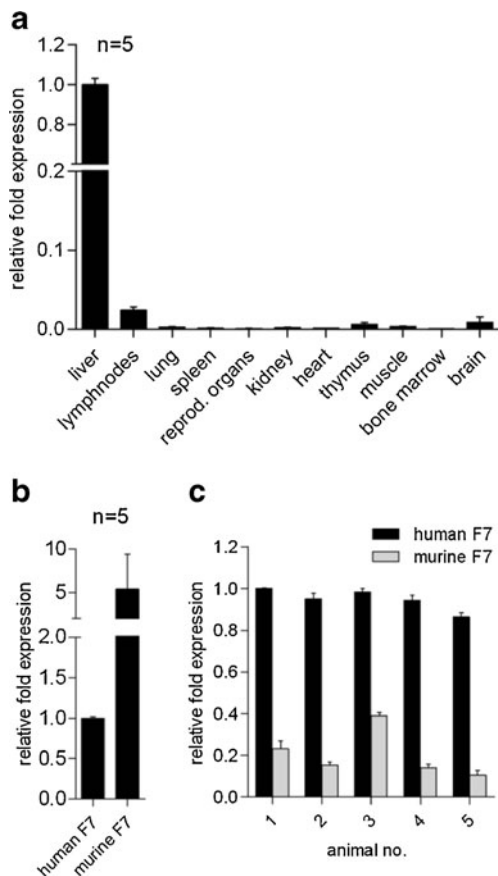 a
n=5
relative fold expression
1.2
1.0
0.8
0.2
0.1
0.0
liver
lymphnodes
lung
spleen
reprod. organs
kidney
heart
thymus
muscle
bone marrow
brain
b
n=5
relative fold expression
10
5
2.0
1.5
1.0
0.5
0.0
human F7
murine F7
c
human F7
murine F7
relative fold expression
1.2
1.0
0.8
0.6
0.4
0.2
0.0
1
2
3
4
5
animal no.